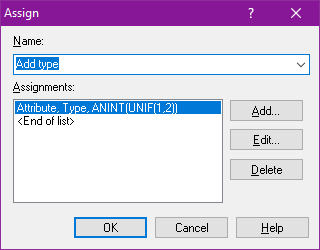 Assign
Name:
Add type
Assignments:
Attribute, Type, ANINT(UNIF(1,2))
<End of list>
Add...
Edit...
Delete
OK
Cancel
Help